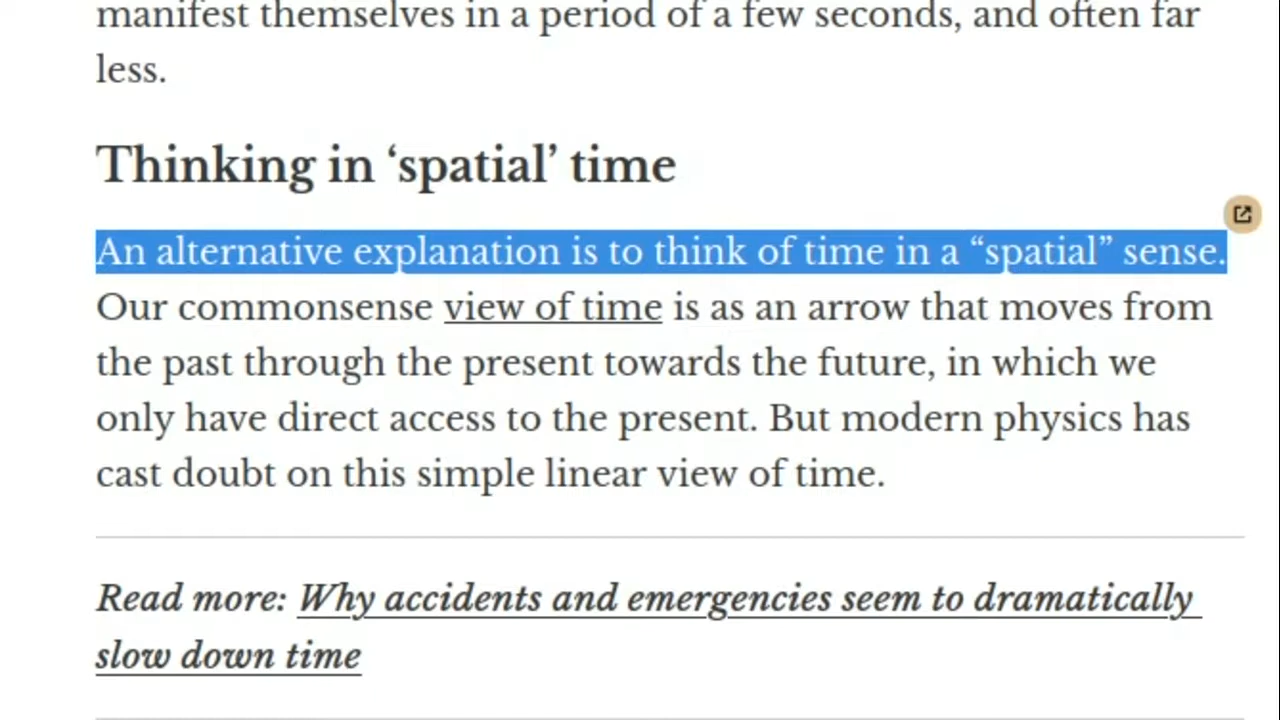 manifest themselves in a period of a few seconds, and often far
less.
Thinking in ‘spatial’ time
An alternative explanation is to think of time in a “spatial” sense.
Our commonsense view of time is as an arrow that moves from
the past through the present towards the future, in which we
only have direct access to the present. But modern physics has
cast doubt on this simple linear view of time.
Read more: Why accidents and emergencies seem to dramatically
slow down time